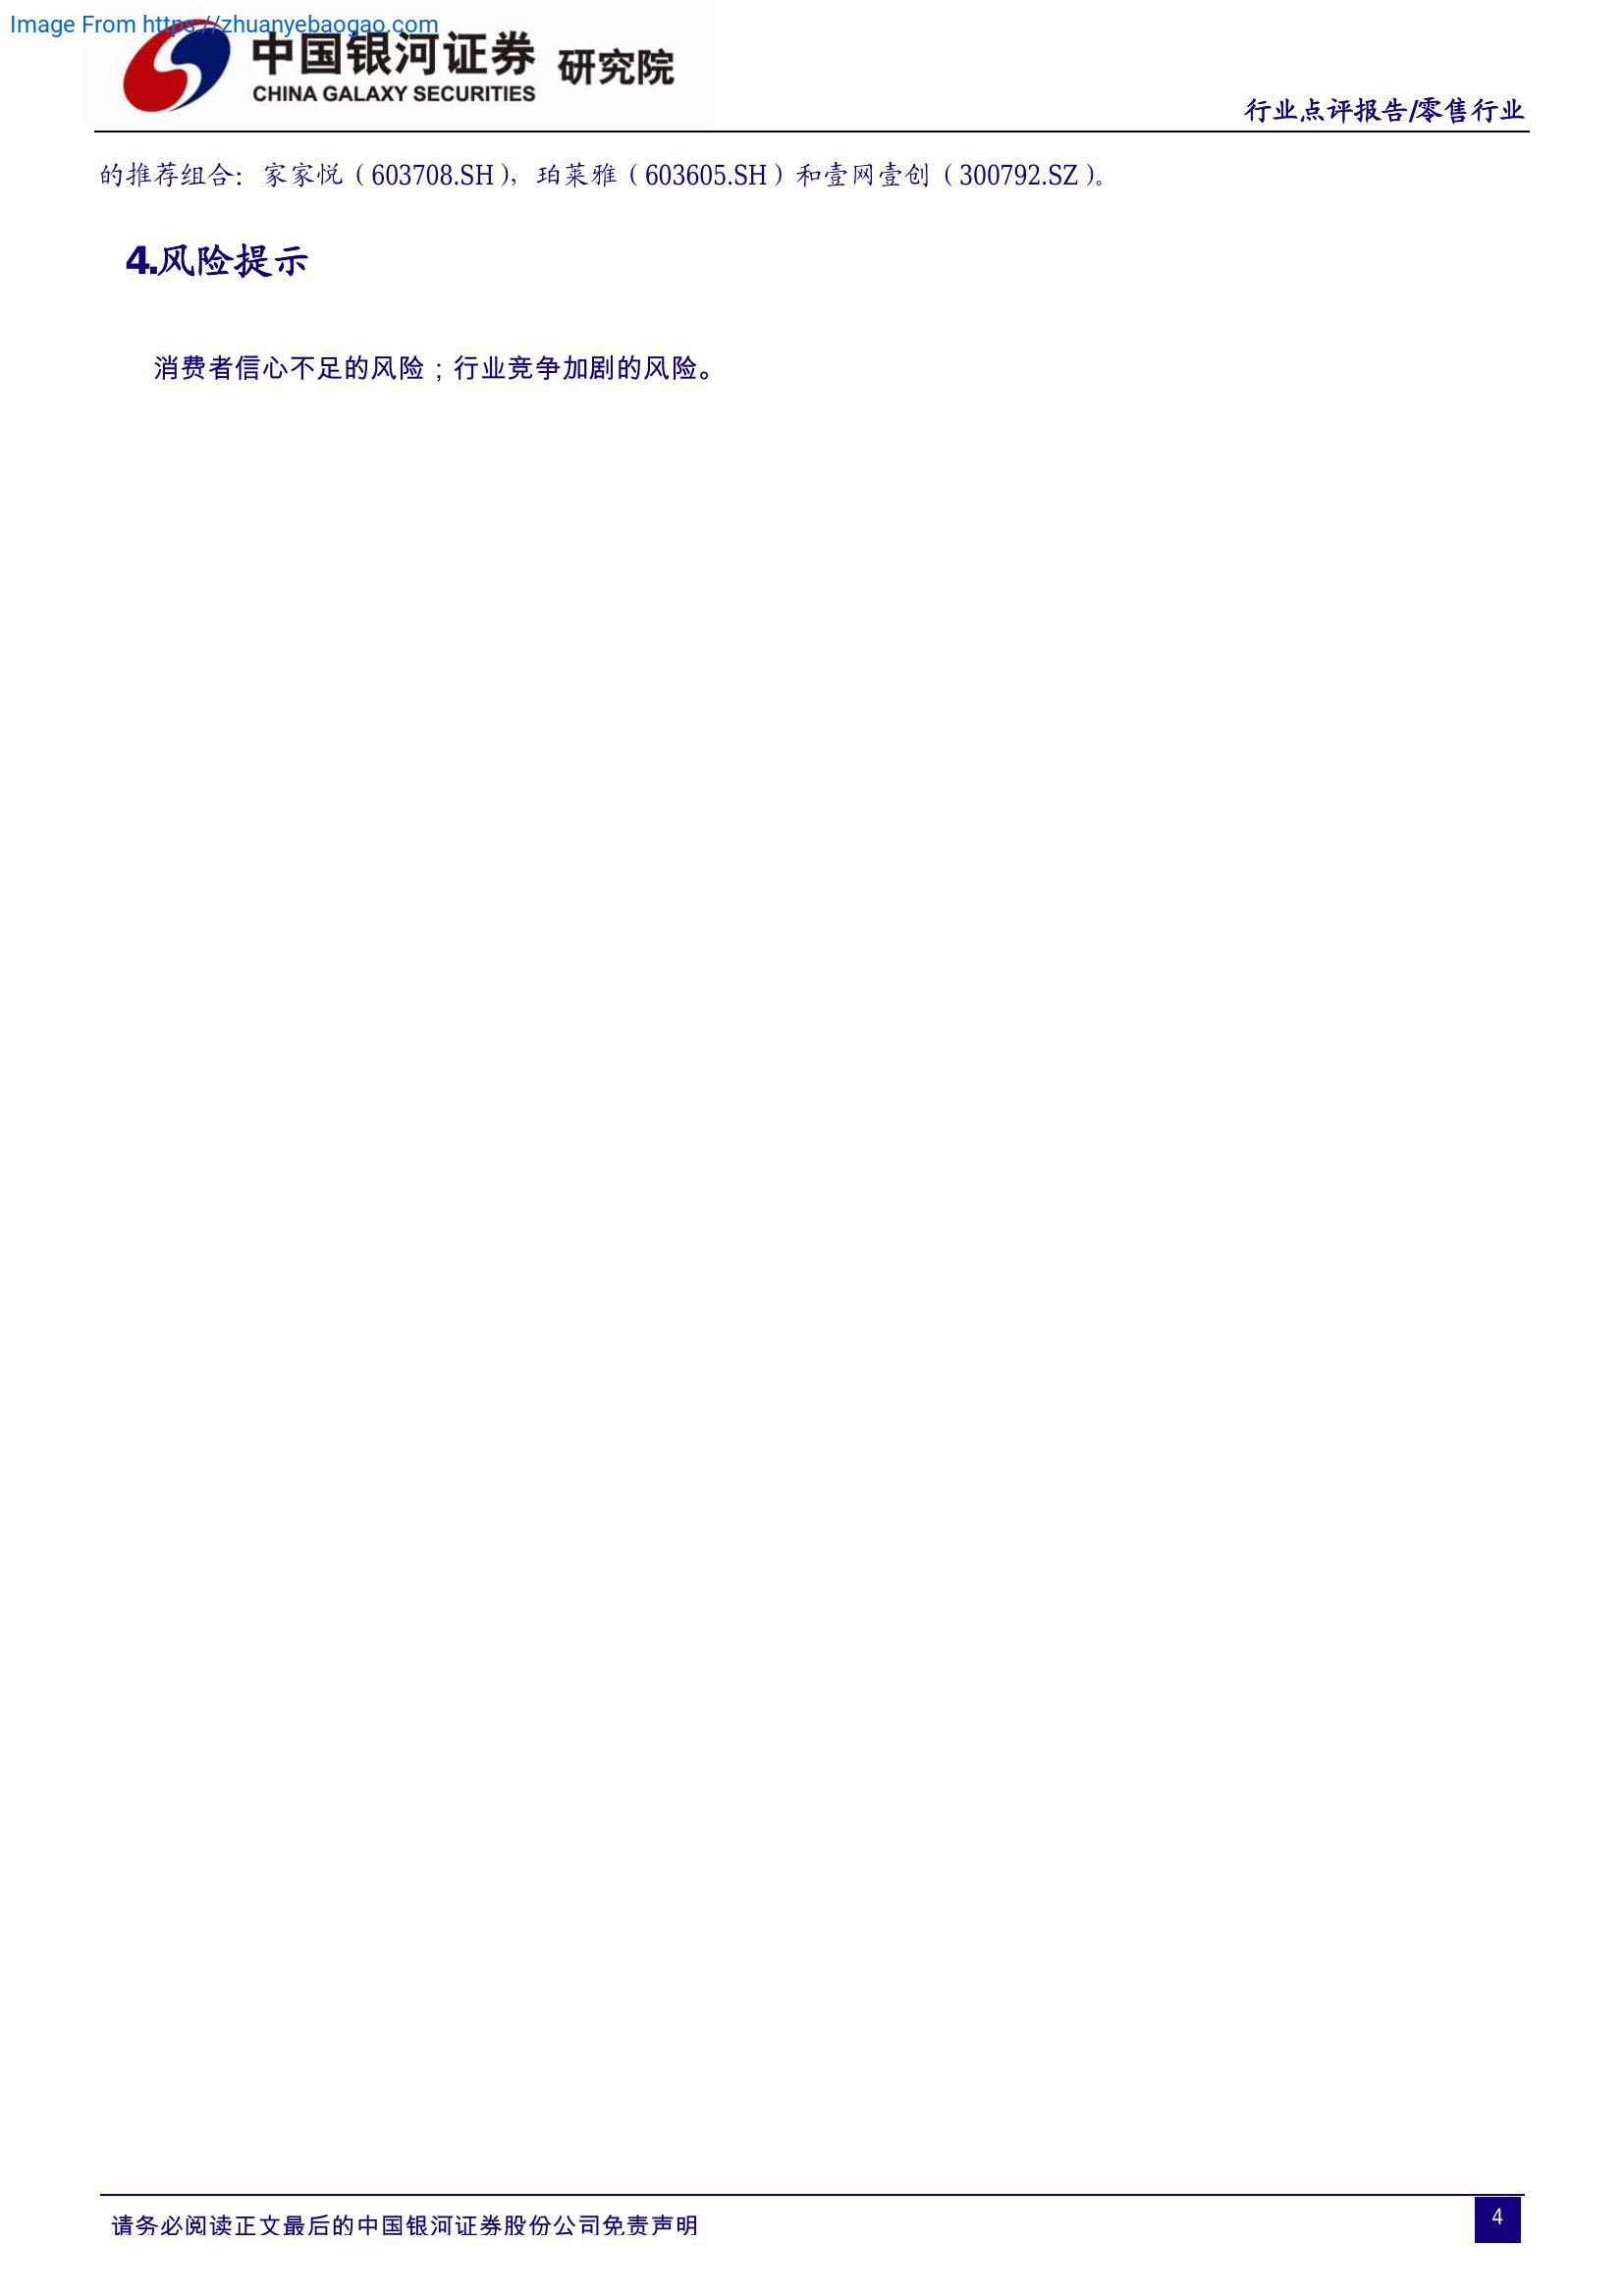 Image From https://zhuanyebaogao.com
中国银河证券 研究院
CHINA GALAXY SECURITIES
行业点评报告/零售行业
的推荐组合：家家悦（603708.SH），珀莱雅（603605.SH）和壹网壹创（300792.SZ）。
4.风险提示
消费者信心不足的风险；行业竞争加剧的风险。
请务必阅读正文最后的中国银河证券股份公司免责声明
4